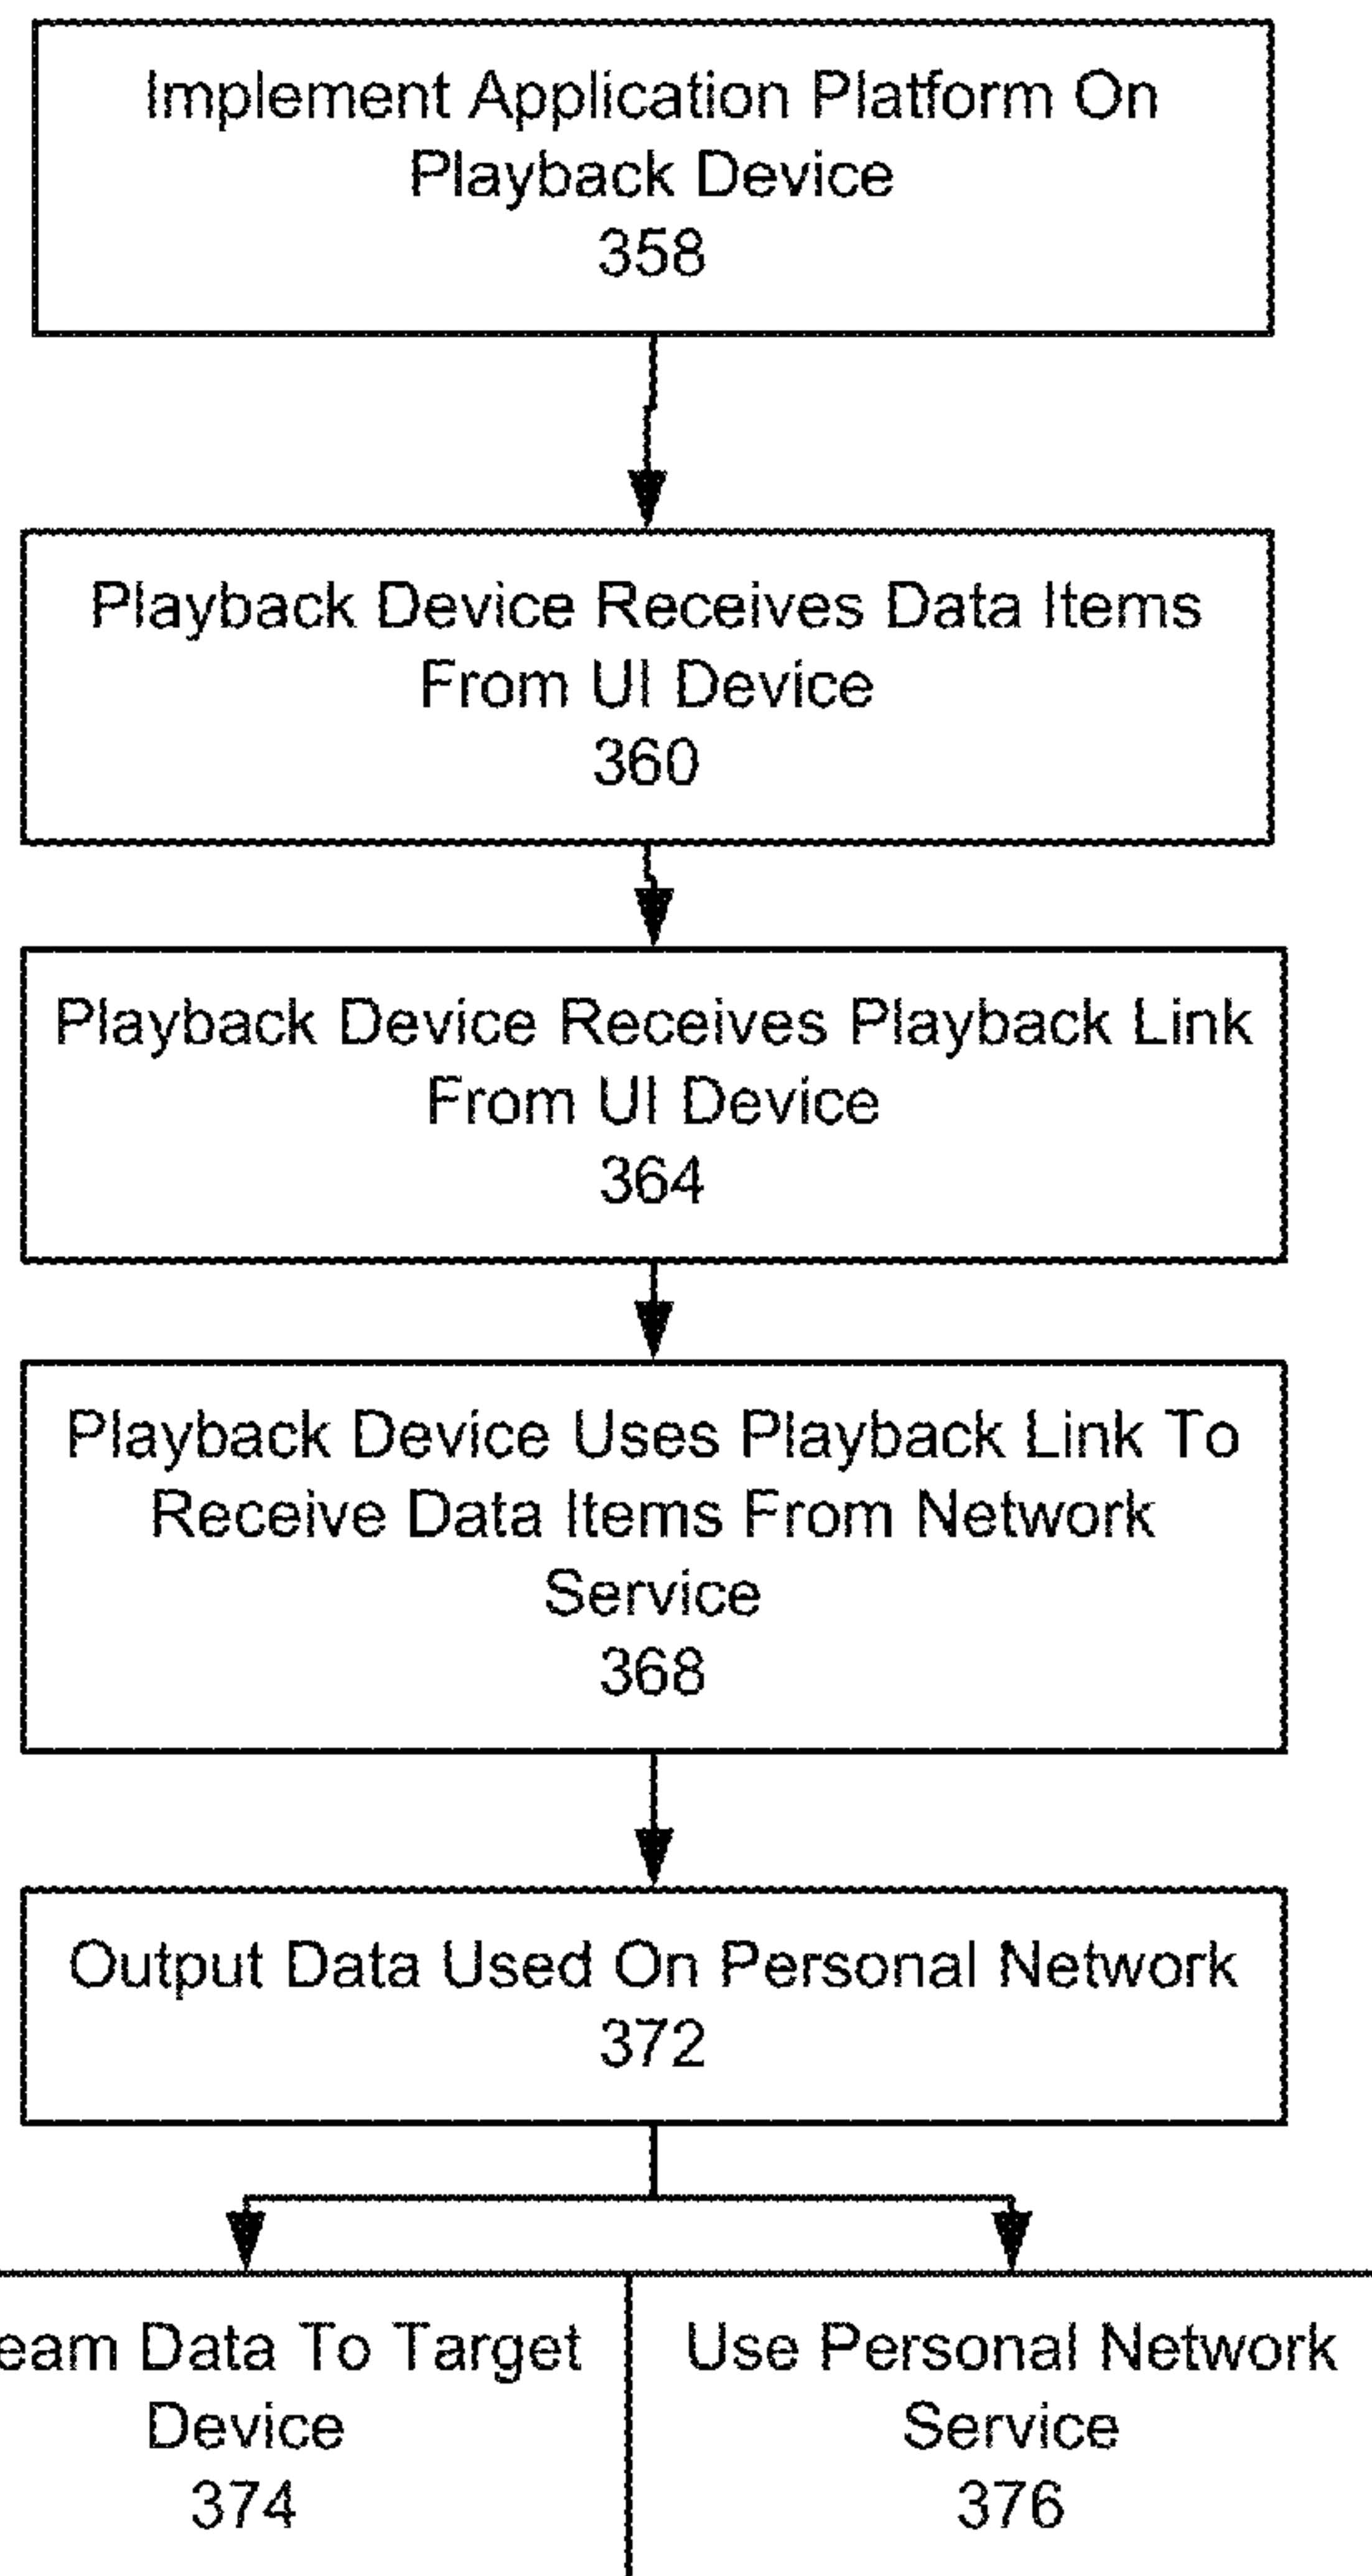 Implement Application Platform On
Playback Device
358
Playback Device Receives Data Items
From UI Device
360
Playback Device Receives Playback Link
From UI Device
364
Playback Device Uses Playback Link To
Receive Data Items From Network
Service
368
Output Data Used On Personal Network
372
Data To Target
Device
374
Use Personal Network
Service
376